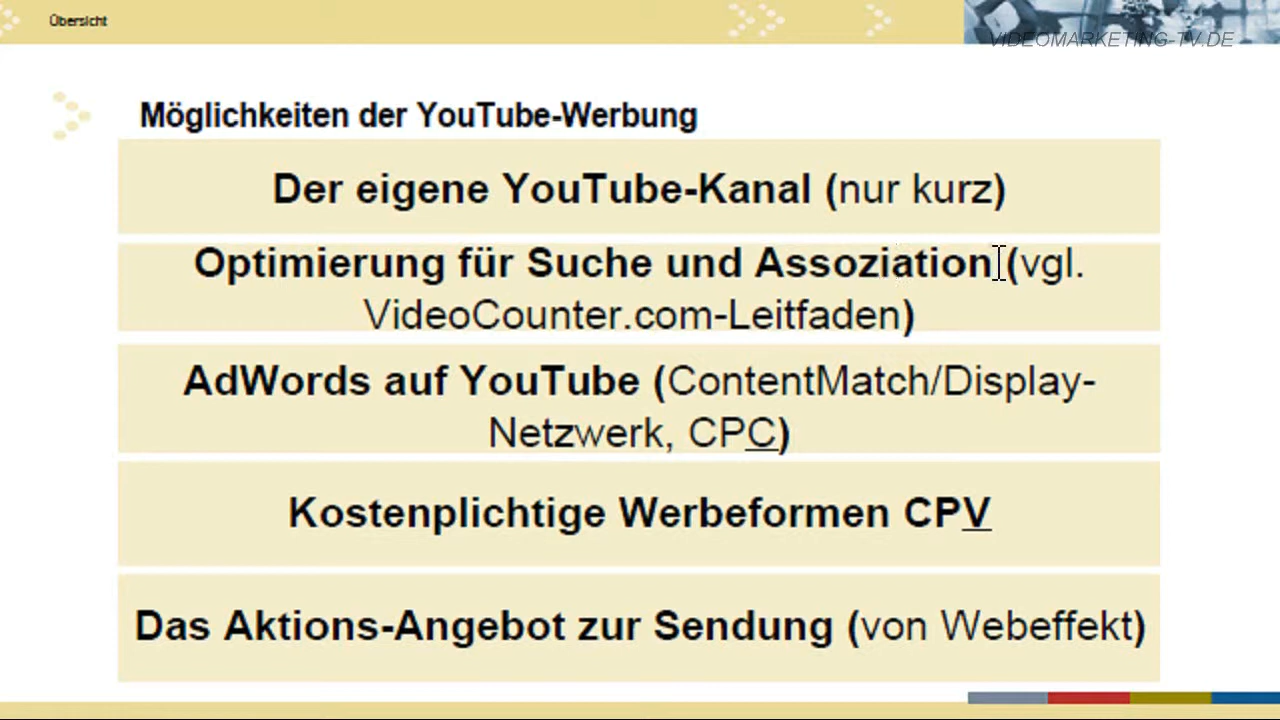 Übersicht
VIDEOMARKETING-TV.DE
Möglichkeiten der YouTube-Werbung
Der eigene YouTube-Kanal (nur kurz)
Optimierung für Suche und Assoziation (vgl.
VideoCounter.com-Leitfaden)
AdWords auf YouTube (ContentMatch/Display-
Netzwerk, CPC)
Kostenplichtige Werbeformen CPV
Das Aktions-Angebot zur Sendung (von Webeffekt)